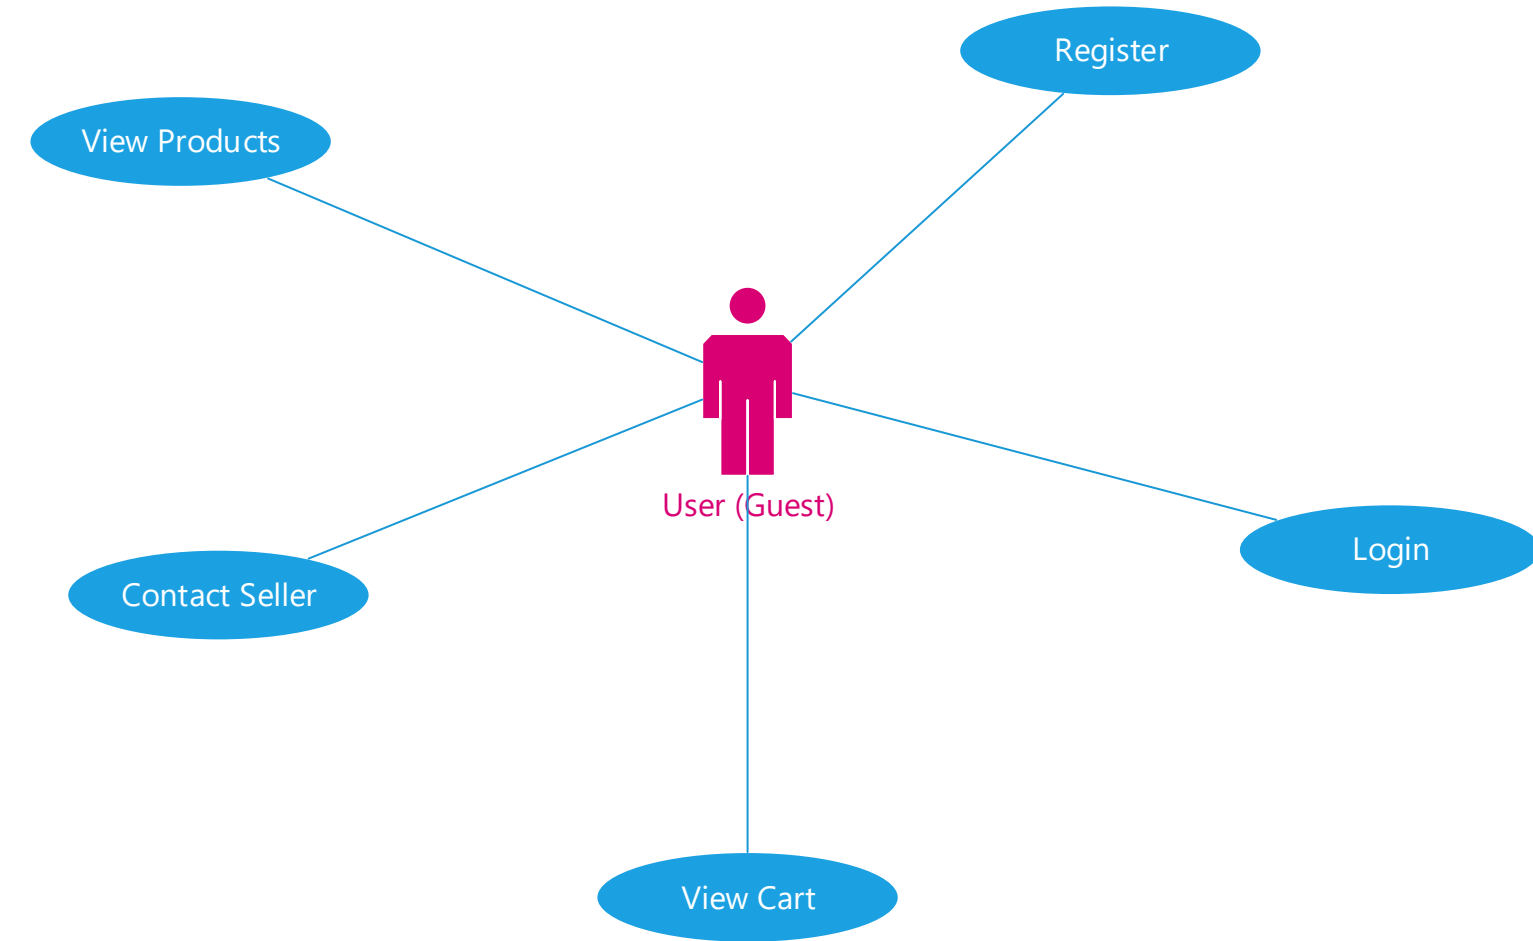 Register
View Products
User (Guest)
Login
Contact Seller
View Cart